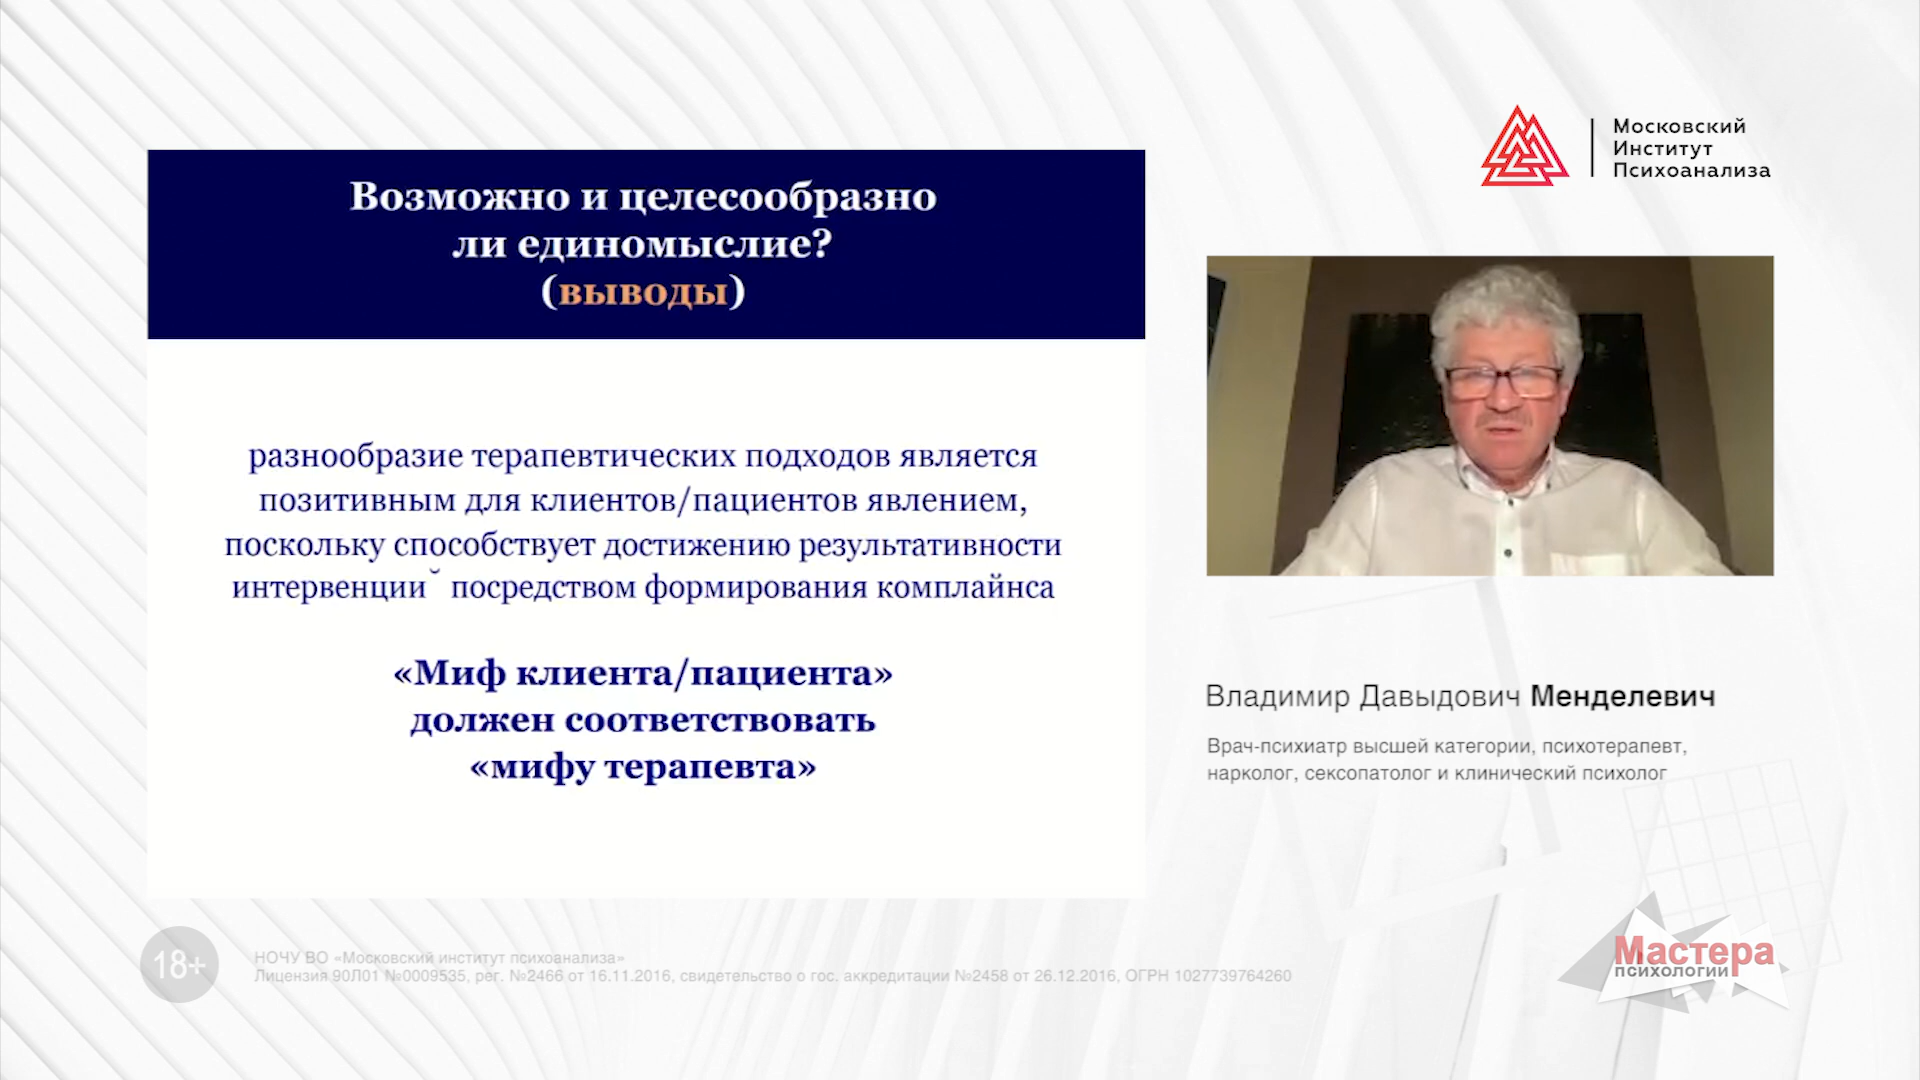 Московский
Институт
Психоанализа
Возможно и целесообразно
ли единомыслие?
(выводы)
разнообразие терапевтических подходов является
позитивным для клиентов/пациентов явлением,
поскольку способствует достижению результативности
интервенции˘ посредством формирования комплайнса
«Миф клиента/пациента»
должен соответствовать
«мифу терапевта»
Владимир Давыдович Менделевич
Врач-психиатр высшей категории, психотерапевт,
нарколог, сексопатолог и клинический психолог
18+
НОЧУ ВО «Московский институт психоанализа»
Лицензия 90Л01 №0009535, рег. №2466 от 16.11.2016, свидетельство о гос. аккредитации №2458 от 26.12.2016, ОГРН 1027739764260
Мастера
психологии